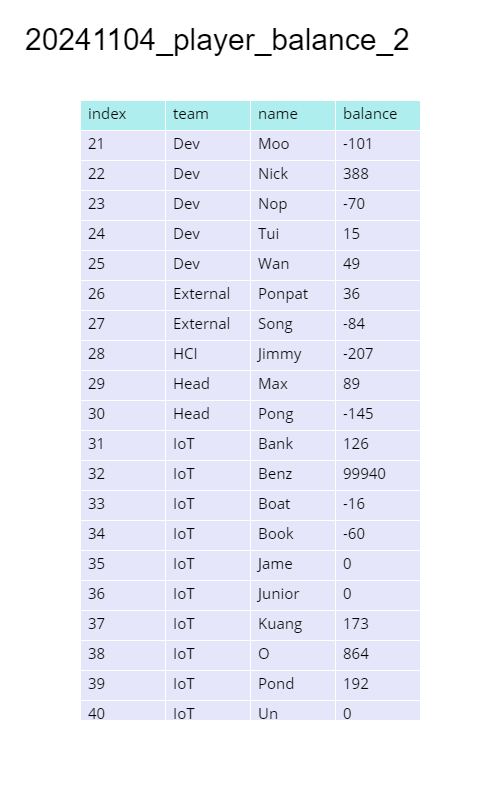 20241104_player_balance_2
index team name balance
21 Dev Moo -101
22 Dev Nick 388
23 Dev Nop -70
24 Dev Tui 15
25 Dev Wan 49
26 External Ponpat 36
27 External Song -84
28 HCI Jimmy -207
29 Head Max 89
30 Head Pong -145
31 IoT Bank 126
32 IoT Benz 99940
33 IoT Boat -16
34 IoT Book -60
35 IoT Jame 0
36 IoT Junior 0
37 IoT Kuang 173
38 IoT O 864
39 IoT Pond 192
40 IoT Un 0